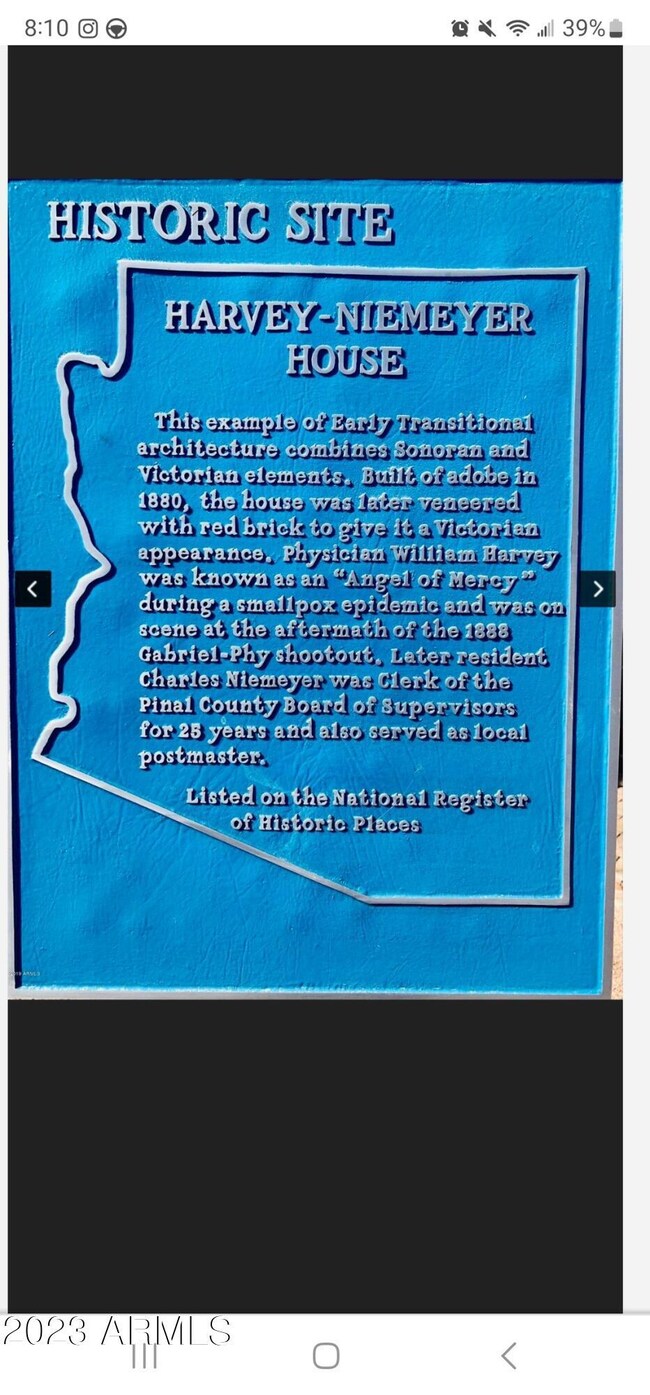 8:10
39%
HISTORIC SITE
HARVEY-NIEMEYER
HOUSE
This example of Early Transitional
architecture combines Sonoran and
Victorian elements. Built of adobe in
1880, the house was later veneered
with red brick to give it a Victorian
appearance. Physician William Harvey
was known as an "Angel of Mercy"
during a smallpox epidemic and was on
scene at the aftermath of the 1888
Gabriel-Phy shootout. Later resident
Charles Niemeyer was Clerk of the
Pinal County Board of Supervisors
for 25 years and also served as local
postmaster.
Listed on the National Register
of Historic Places
2023 ARMLS